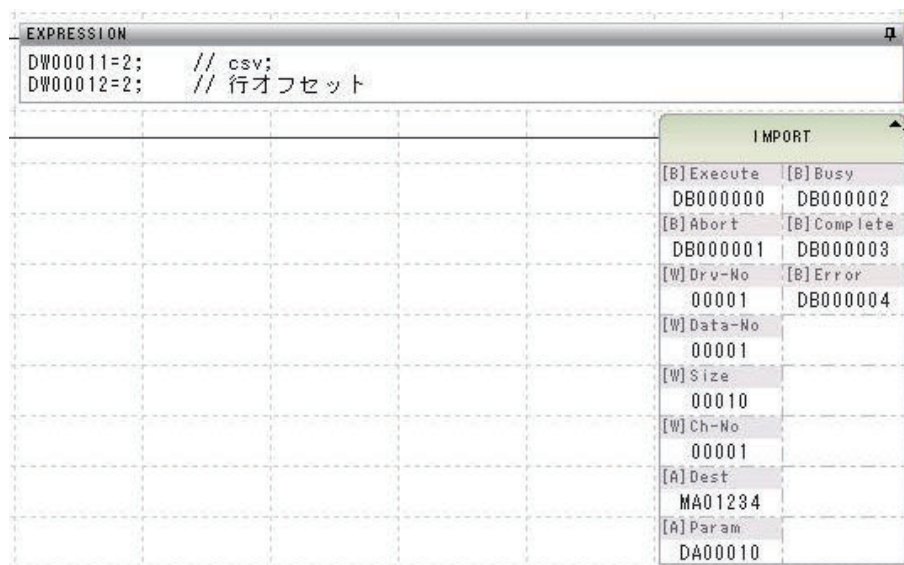 EXPRESSION
DW00011=2; // csv;
DW00012=2; // 行オフセット
IMPORT
[B]Execute [B]Busy
DB000000 DB000002
[B]Abort [B]Complete
DB000001 DB000003
[W]Drv-No [B]Error
00001 DB000004
[W]Data-No
00001
[W]Size
00010
[W]Ch-No
00001
[A]Dest
MA01234
[A]Param
DA00010